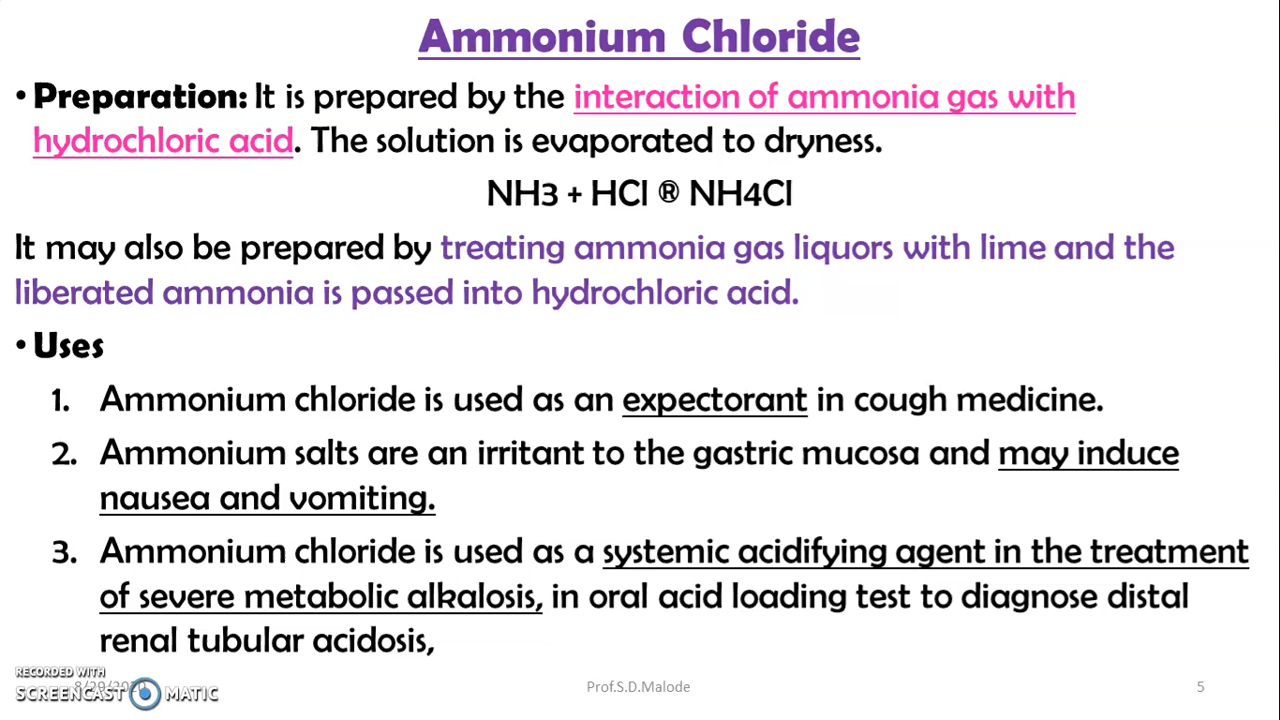 Ammonium Chloride
• Preparation: It is prepared by the interaction of ammonia gas with
hydrochloric acid. The solution is evaporated to dryness.
NH3 + HCl ® NH4Cl
It may also be prepared by treating ammonia gas liquors with lime and the
liberated ammonia is passed into hydrochloric acid.
• Uses
1. Ammonium chloride is used as an expectorant in cough medicine.
2. Ammonium salts are an irritant to the gastric mucosa and may induce
nausea and vomiting.
3. Ammonium chloride is used as a systemic acidifying agent in the treatment
of severe metabolic alkalosis, in oral acid loading test to diagnose distal
renal tubular acidosis,
RECORDED WITH
SCREENCAST MATIC
8/29/2020
Prof.S.D.Malode
5